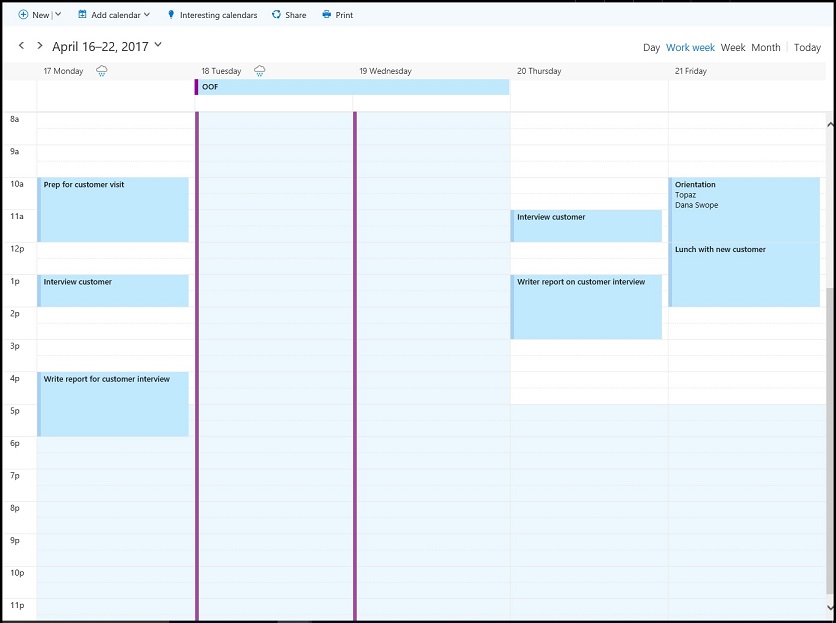 New Add calendar Interesting calendars Share Print
April 16–22, 2017
Day Work week Week Month Today
17 Monday 18 Tuesday 19 Wednesday 20 Thursday 21 Friday
OOF
8a
9a
10a
Prep for customer visit
Orientation
Topaz
Dana Swope
11a
Interview customer
12p
Lunch with new customer
1p
Interview customer
Writer report on customer interview
2p
3p
4p
Write report for customer interview
5p
6p
7p
8p
9p
10p
11p